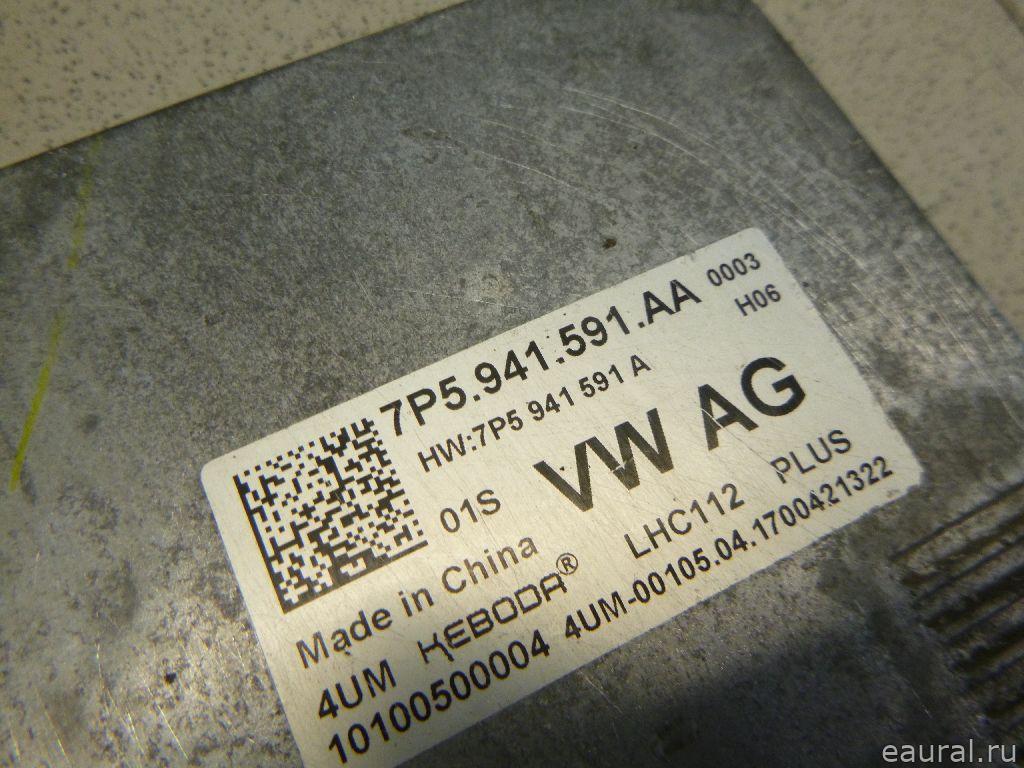 7P5.941.591.AA 0003
HW:7P5 941 591 A H06
01S VW AG
Made in China LHC112 PLUS
4UM KEBODA®
10100500004 4UM-00105.04.1700421322
eaural.ru